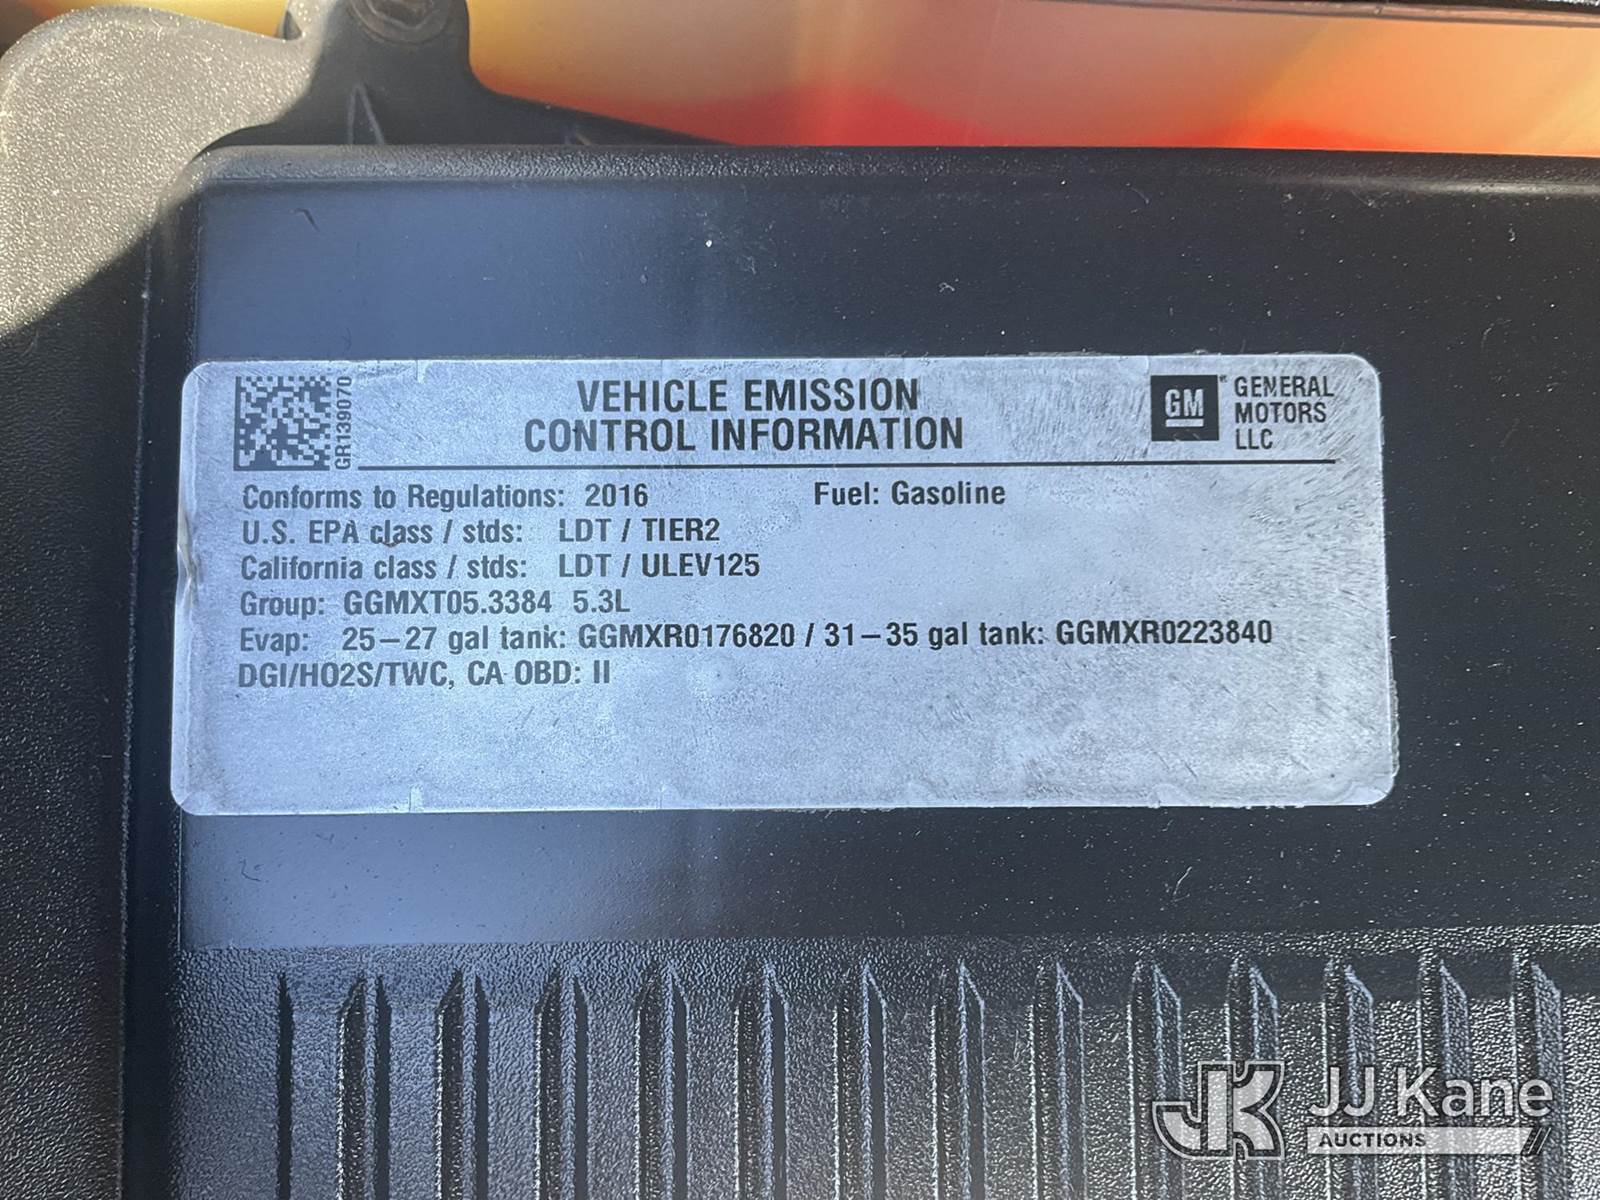 GR139070
VEHICLE EMISSION
CONTROL INFORMATION
GM
GENERAL
MOTORS
LLC
Conforms to Regulations: 2016 Fuel: Gasoline
U.S. EPA class / stds: LDT / TIER2
California class / stds: LDT / ULEV125
Group: GGMXT05.3384 5.3L
Evap: 25-27 gal tank: GGMXR0176820 / 31-35 gal tank: GGMXR0223840
DGI/HO2S/TWC, CA OBD: II
JK JJ Kane
AUCTIONS